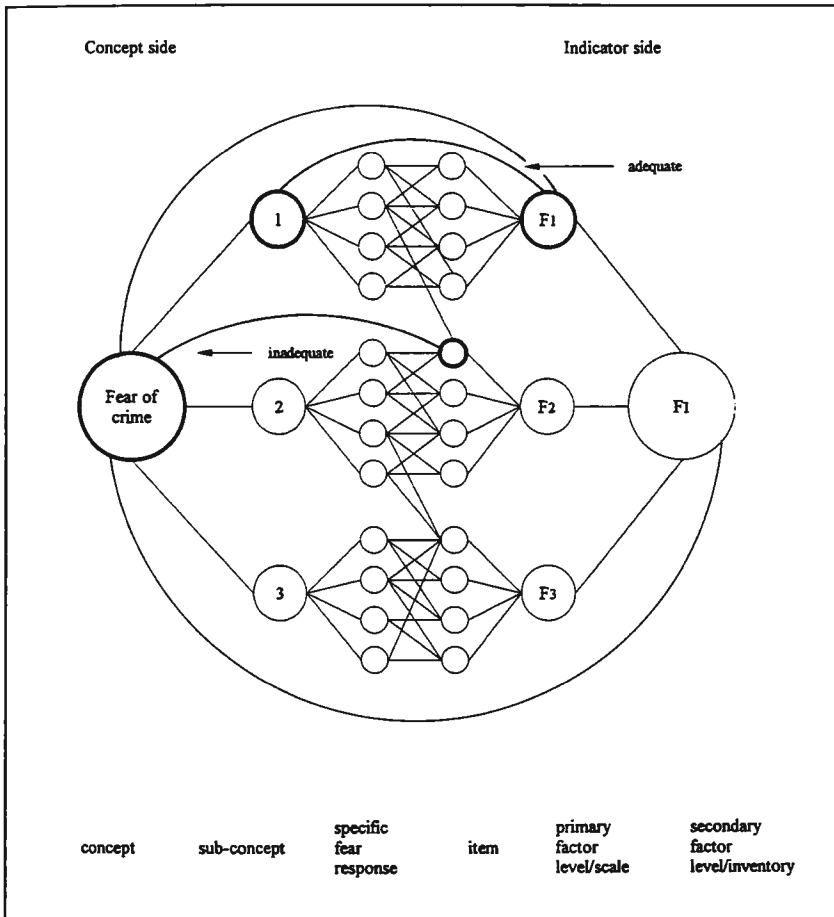 Concept side
Indicator side
adequate
1
F1
inadequate
Fear of
crime
2
F2
F1
3
F3
specific
fear
response
primary
factor
level/scale
secondary
factor
level/inventory
concept
sub-concept
item